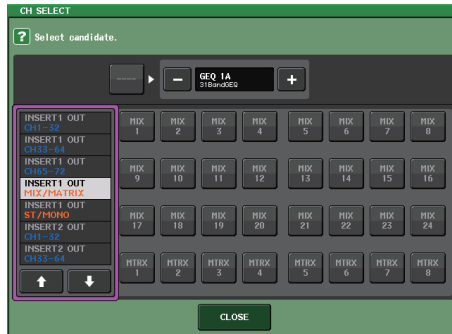 CH SELECT
? Select candidate.
----
GEQ 1A
31BandGEQ
INSERT1 OUT
CH1-32
INSERT1 OUT
CH33-64
INSERT1 OUT
CH65-72
INSERT1 OUT
MIX/MATRIX
INSERT1 OUT
ST/MONO
INSERT2 OUT
CH1-32
INSERT2 OUT
CH33-64
MIX 1 MIX 2 MIX 3 MIX 4 MIX 5 MIX 6 MIX 7 MIX 8
MIX 9 MIX 10 MIX 11 MIX 12 MIX 13 MIX 14 MIX 15 MIX 16
MIX 17 MIX 18 MIX 19 MIX 20 MIX 21 MIX 22 MIX 23 MIX 24
MTRX 1 MTRX 2 MTRX 3 MTRX 4 MTRX 5 MTRX 6 MTRX 7 MTRX 8
CLOSE